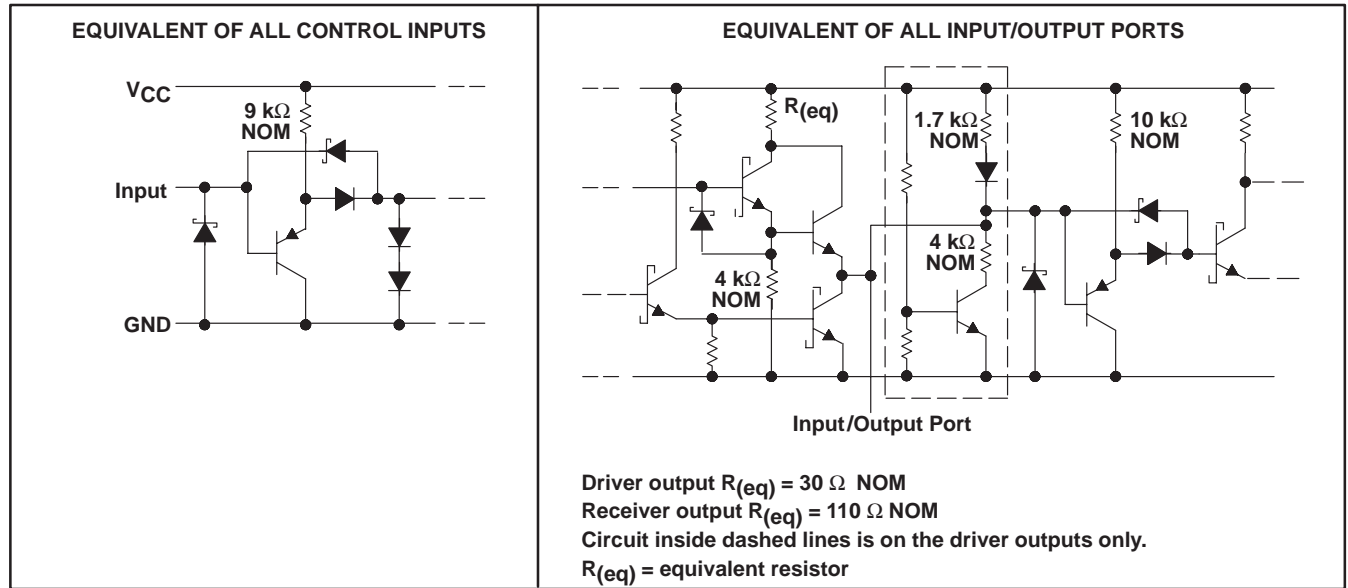 EQUIVALENT OF ALL CONTROL INPUTS
VCC
9 kΩ
NOM
Input
GND
EQUIVALENT OF ALL INPUT/OUTPUT PORTS
R(eq)
1.7 kΩ
NOM
10 kΩ
NOM
4 kΩ
NOM
4 kΩ
NOM
Input/Output Port
Driver output R(eq) = 30 Ω NOM
Receiver output R(eq) = 110 Ω NOM
Circuit inside dashed lines is on the driver outputs only.
R(eq) = equivalent resistor